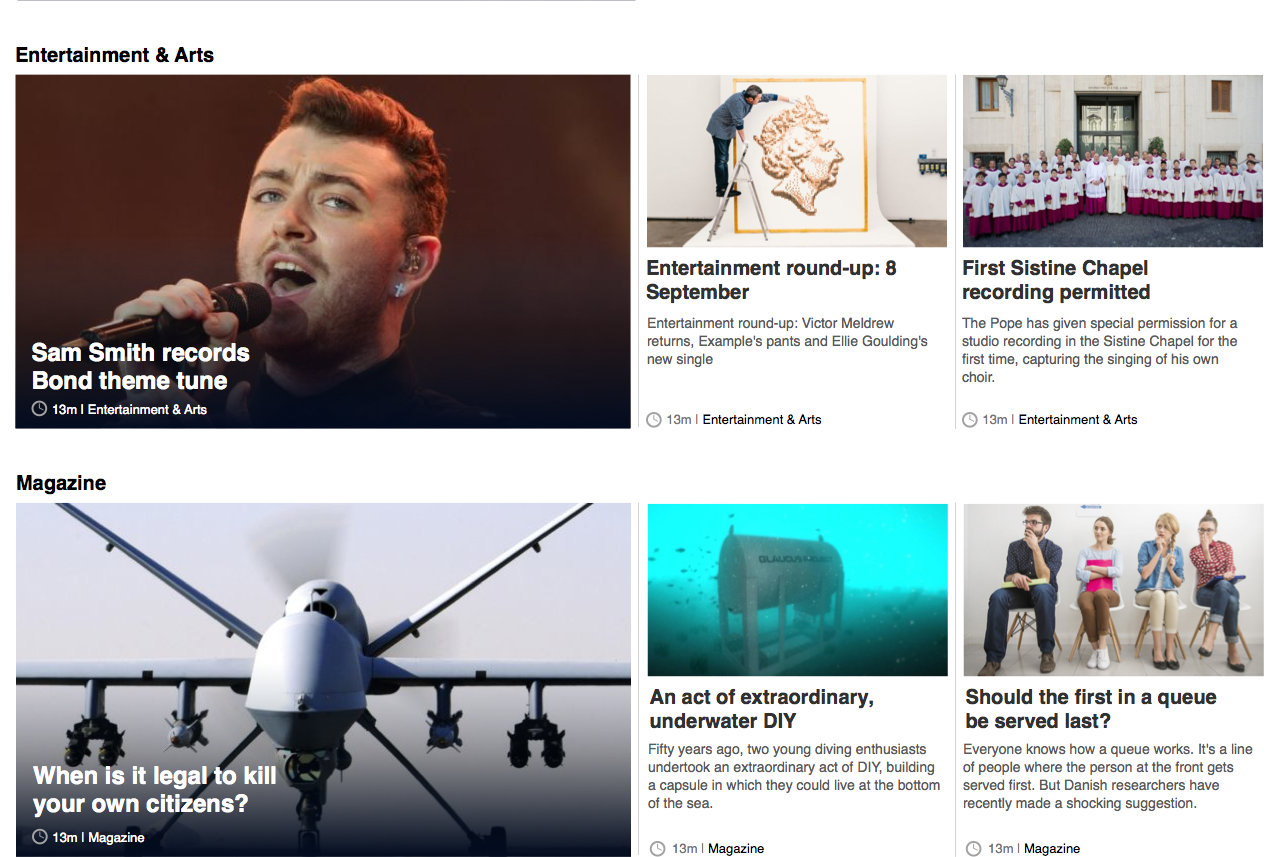 Entertainment & Arts
Sam Smith records
Bond theme tune
13m | Entertainment & Arts
Entertainment round-up: 8
September
Entertainment round-up: Victor Meldrew
returns, Example's pants and Ellie Goulding's
new single
13m | Entertainment & Arts
First Sistine Chapel
recording permitted
The Pope has given special permission for a
studio recording in the Sistine Chapel for the
first time, capturing the singing of his own
choir.
13m | Entertainment & Arts
Magazine
When is it legal to kill
your own citizens?
13m | Magazine
GLAUCUS PROJECT
An act of extraordinary,
underwater DIY
Fifty years ago, two young diving enthusiasts
undertook an extraordinary act of DIY, building
a capsule in which they could live at the bottom
of the sea.
13m | Magazine
Should the first in a queue
be served last?
Everyone knows how a queue works. It's a line
of people where the person at the front gets
served first. But Danish researchers have
recently made a shocking suggestion.
13m | Magazine